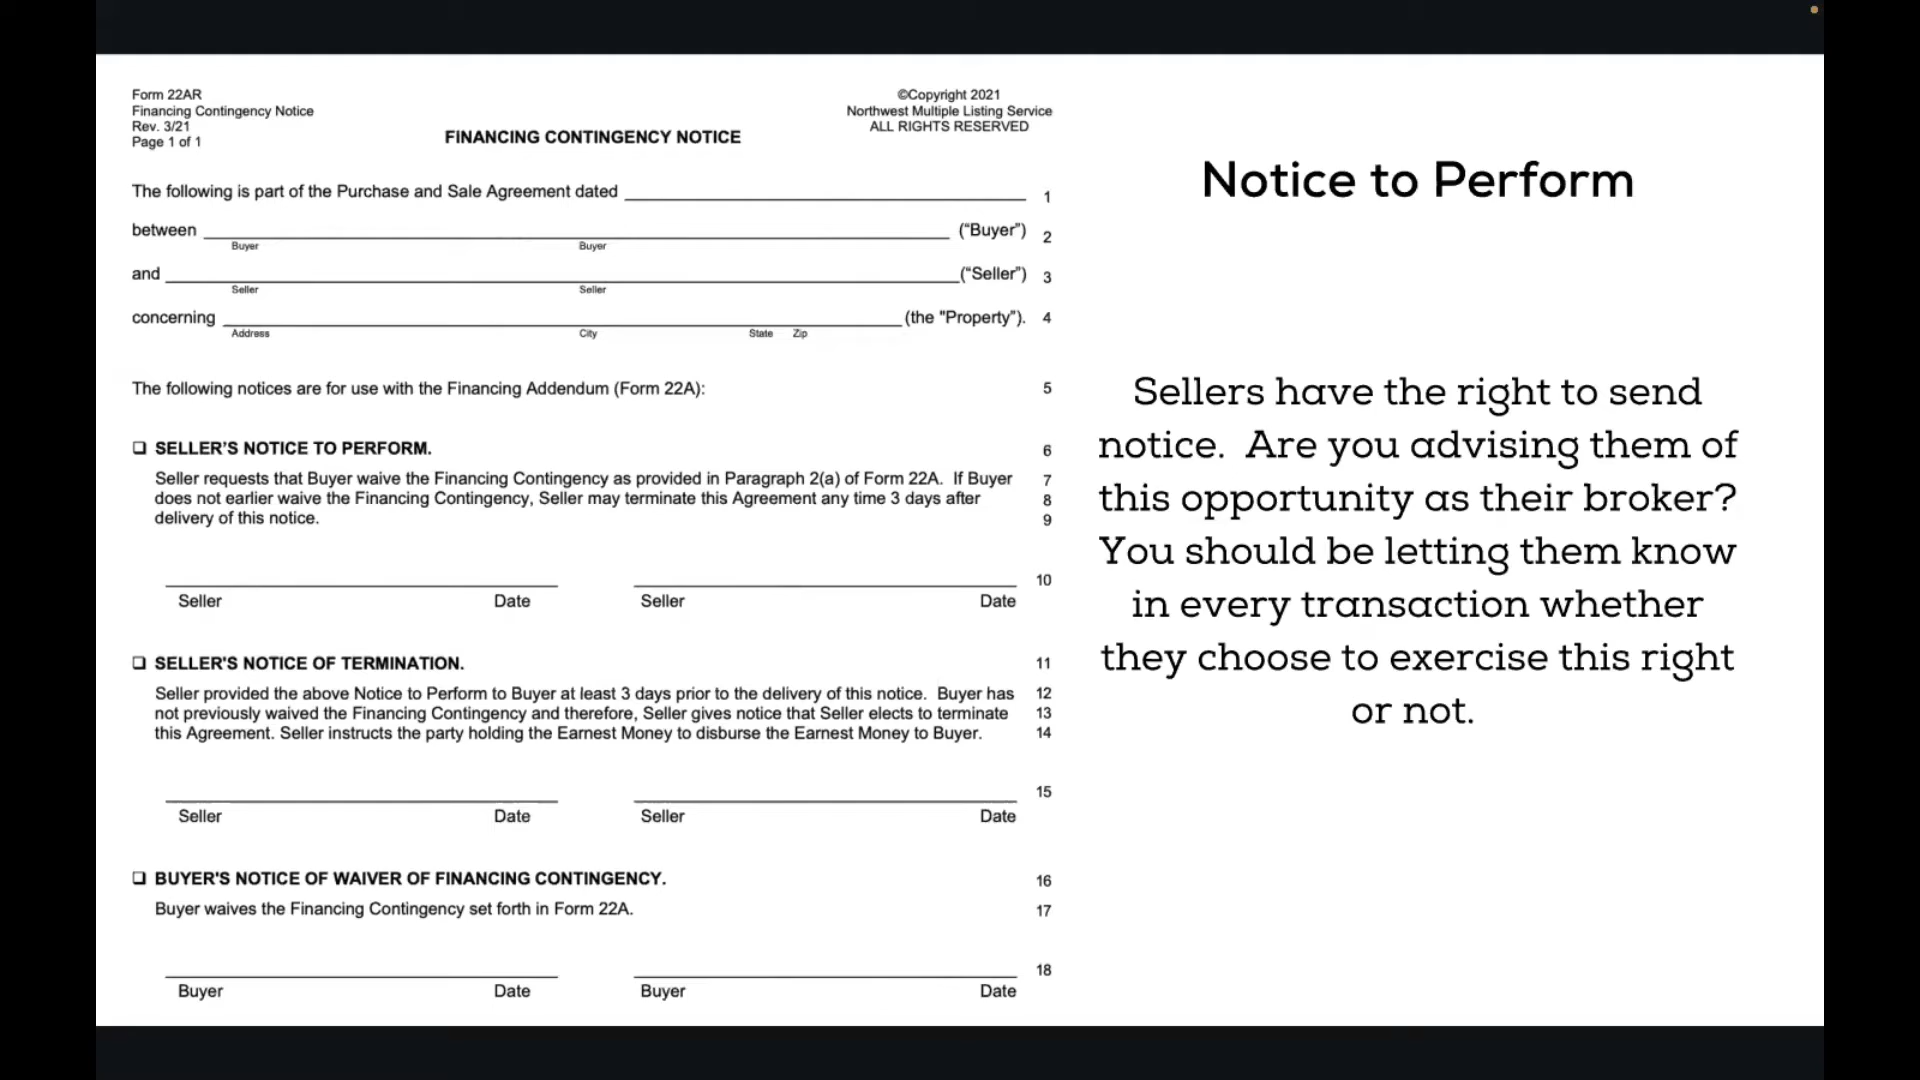 Form 22AR
Financing Contingency Notice
Rev. 3/21
Page 1 of 1
FINANCING CONTINGENCY NOTICE
©Copyright 2021
Northwest Multiple Listing Service
ALL RIGHTS RESERVED
The following is part of the Purchase and Sale Agreement dated 1
between (“Buyer”) 2
Buyer Buyer
and (“Seller”) 3
Seller Seller
concerning (the "Property”). 4
Address City State Zip
The following notices are for use with the Financing Addendum (Form 22A): 5
❑ SELLER’S NOTICE TO PERFORM. 6
Seller requests that Buyer waive the Financing Contingency as provided in Paragraph 2(a) of Form 22A. If Buyer 7
does not earlier waive the Financing Contingency, Seller may terminate this Agreement any time 3 days after 8
delivery of this notice. 9
10
Seller Date Seller Date
❑ SELLER'S NOTICE OF TERMINATION. 11
Seller provided the above Notice to Perform to Buyer at least 3 days prior to the delivery of this notice. Buyer has 12
not previously waived the Financing Contingency and therefore, Seller gives notice that Seller elects to terminate 13
this Agreement. Seller instructs the party holding the Earnest Money to disburse the Earnest Money to Buyer. 14
15
Seller Date Seller Date
❑ BUYER'S NOTICE OF WAIVER OF FINANCING CONTINGENCY. 16
Buyer waives the Financing Contingency set forth in Form 22A. 17
18
Buyer Date Buyer Date
Notice to Perform
Sellers have the right to send
notice. Are you advising them of
this opportunity as their broker?
You should be letting them know
in every transaction whether
they choose to exercise this right
or not.